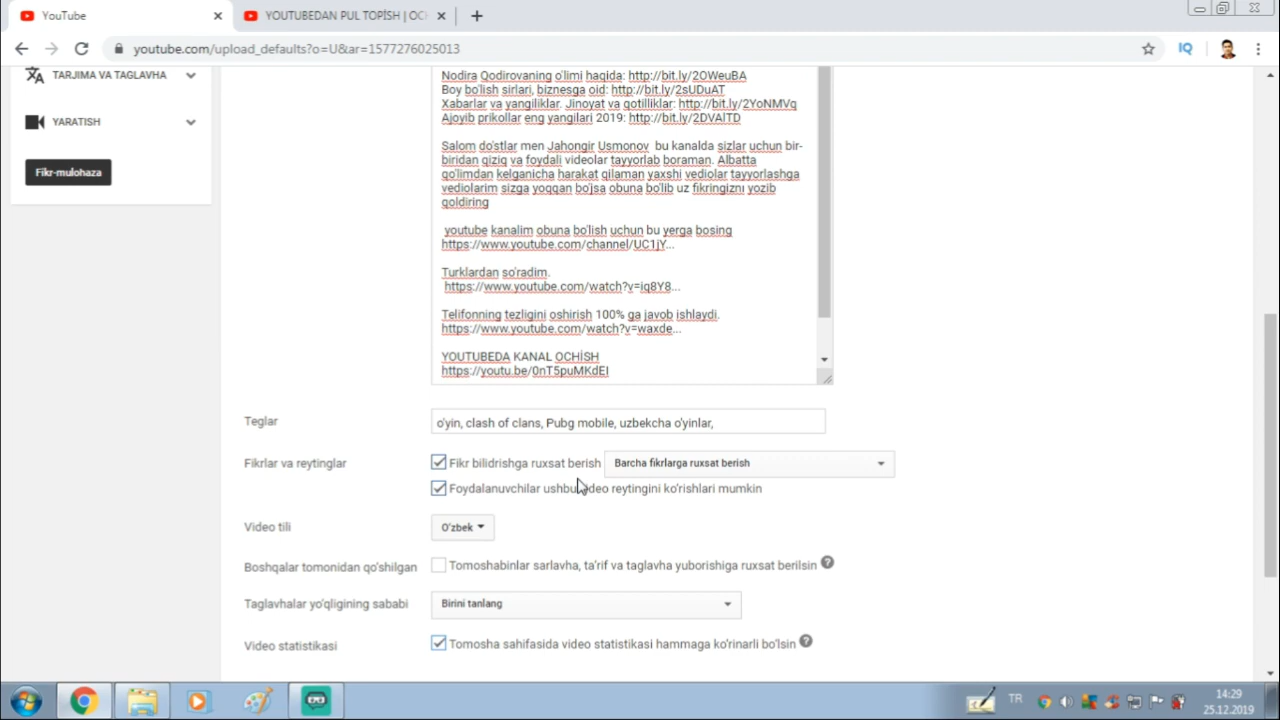 YouTube
YOUTUBEDAN PUL TOPİSH | OCH
youtube.com/upload_defaults?o=U&ar=1577276025013
IQ
TARJIMA VA TAGLAVHA
YARATISH
Fikr-mulohaza
Nodira Qodirovaning o'limi haqida: http://bit.ly/2OWeuBA
Boy bo'lish sirlari, biznesga oid: http://bit.ly/2sUDuAT
Xabarlar va yangiliklar. Jinoyat va qotilliklar: http://bit.ly/2YoNMVq
Ajoyib prikollar eng yangilari 2019: http://bit.ly/2DVAlTD
Salom do'stlar men Jahongir Usmonov bu kanalda sizlar uchun bir-
biridan qiziq va foydali videolar tayyorlab boraman. Albatta
qo'limdan kelganicha harakat qilaman yaxshi vediolar tayyorlashga
vediolarim sizga yoqqan bo'jsa obuna bo'lib uz fikringizni yozib
qoldiring
youtube kanalim obuna bo'lish uchun bu yerga bosing
https://www.youtube.com/channel/UC1jY...
Turklardan so'radim.
https://www.youtube.com/watch?v=iq8Y8...
Telifonning tezligini oshirish 100% ga javob ishlaydi.
https://www.youtube.com/watch?v=waxde...
YOUTUBEDA KANAL OCHİSH
https://youtu.be/0nT5puMKdEI
Teglar
o'yin, clash of clans, Pubg mobile, uzbekcha o'yinlar,
Fikrlar va reytinglar
Fikr bilidrishga ruxsat berish
Barcha fikrlarga ruxsat berish
Foydalanuvchilar ushbu video reytingini ko'rishlari mumkin
Video tili
O'zbek
Boshqalar tomonidan qo'shilgan
Tomoshabinlar sarlavha, ta'rif va taglavha yuborishiga ruxsat berilsin
Taglavhalar yo'qligining sababi
Birini tanlang
Video statistikasi
Tomosha sahifasida video statistikasi hammaga ko'rinarli bo'lsin
TR
14:29
25.12.2019